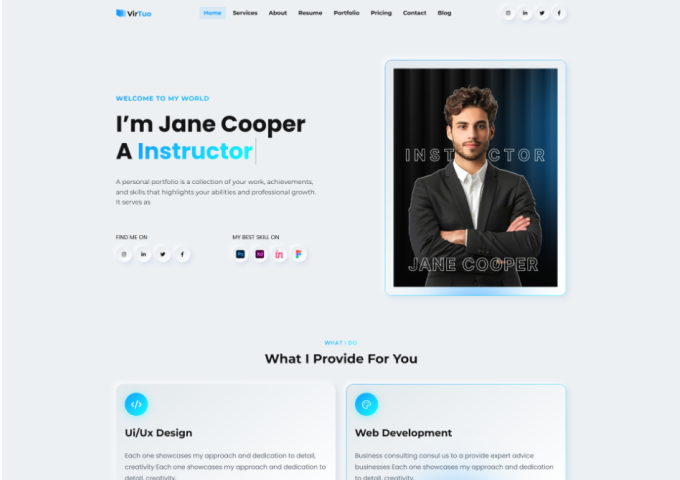 VirTuo
Home Services About Resume Portfolio Pricing Contact Blog
WELCOME TO MY WORLD
I'm Jane Cooper
A Instructor
A personal portfolio is a collection of your work, achievements,
and skills that highlights your abilities and professional growth.
It serves as
FIND ME ON
MY BEST SKILL ON
Ps Xd in
INST CTOR
JANE COOPER
WHAT I DO
What I Provide For You
Ui/Ux Design
Each one showcases my approach and dedication to detail,
creativity Each one showcases my approach and dedication to
detail, creativity.
Web Development
Business consulting consul us to a provide expert advice
businesses Each one showcases my approach and dedication
to detail, creativity.